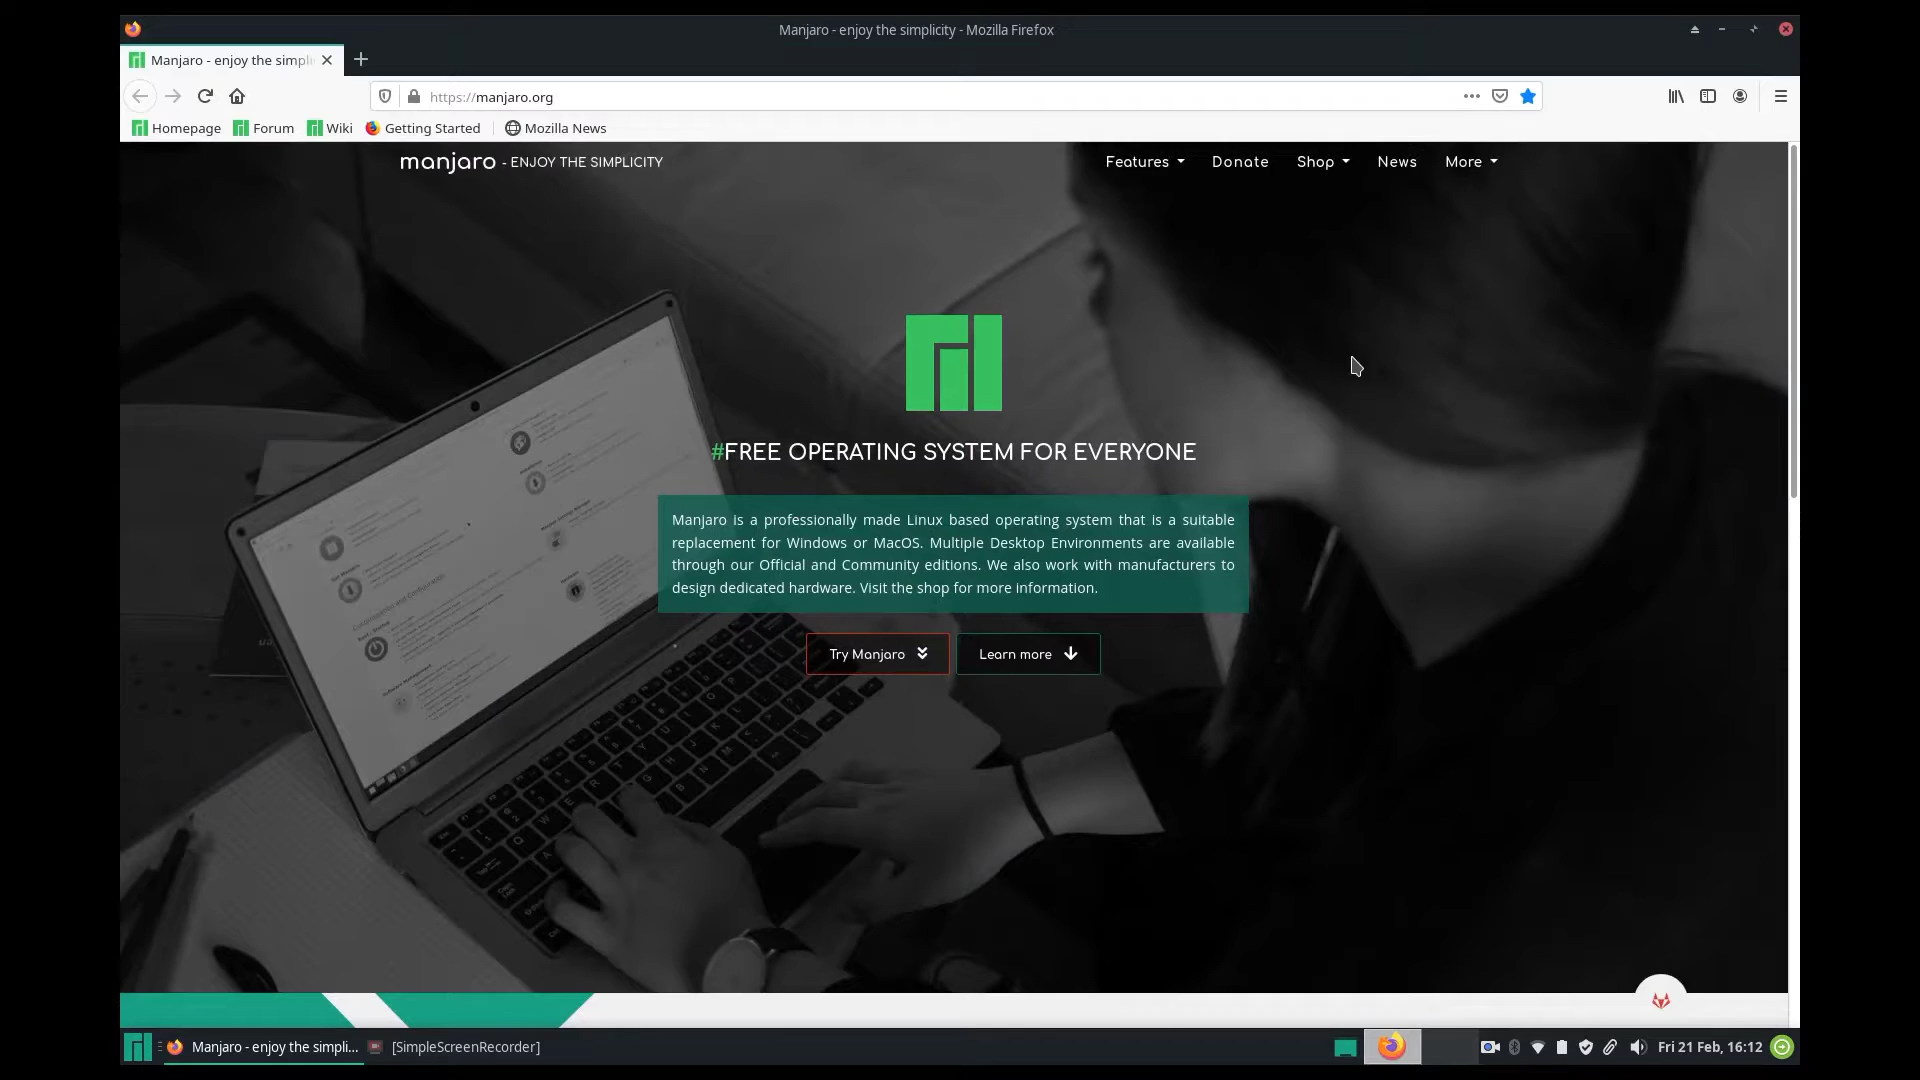 Manjaro - enjoy the simplicity - Mozilla Firefox
Manjaro - enjoy the simpli
https://manjaro.org
Homepage Forum Wiki Getting Started Mozilla News
manjaro - ENJOY THE SIMPLICITY Features Donate Shop News More
#FREE OPERATING SYSTEM FOR EVERYONE
Manjaro is a professionally made Linux based operating system that is a suitable
replacement for Windows or MacOS. Multiple Desktop Environments are available
through our Official and Community editions. We also work with manufacturers to
design dedicated hardware. Visit the shop for more information.
Try Manjaro Learn more
Manjaro - enjoy the simpli... [SimpleScreenRecorder] Fri 21 Feb, 16:12